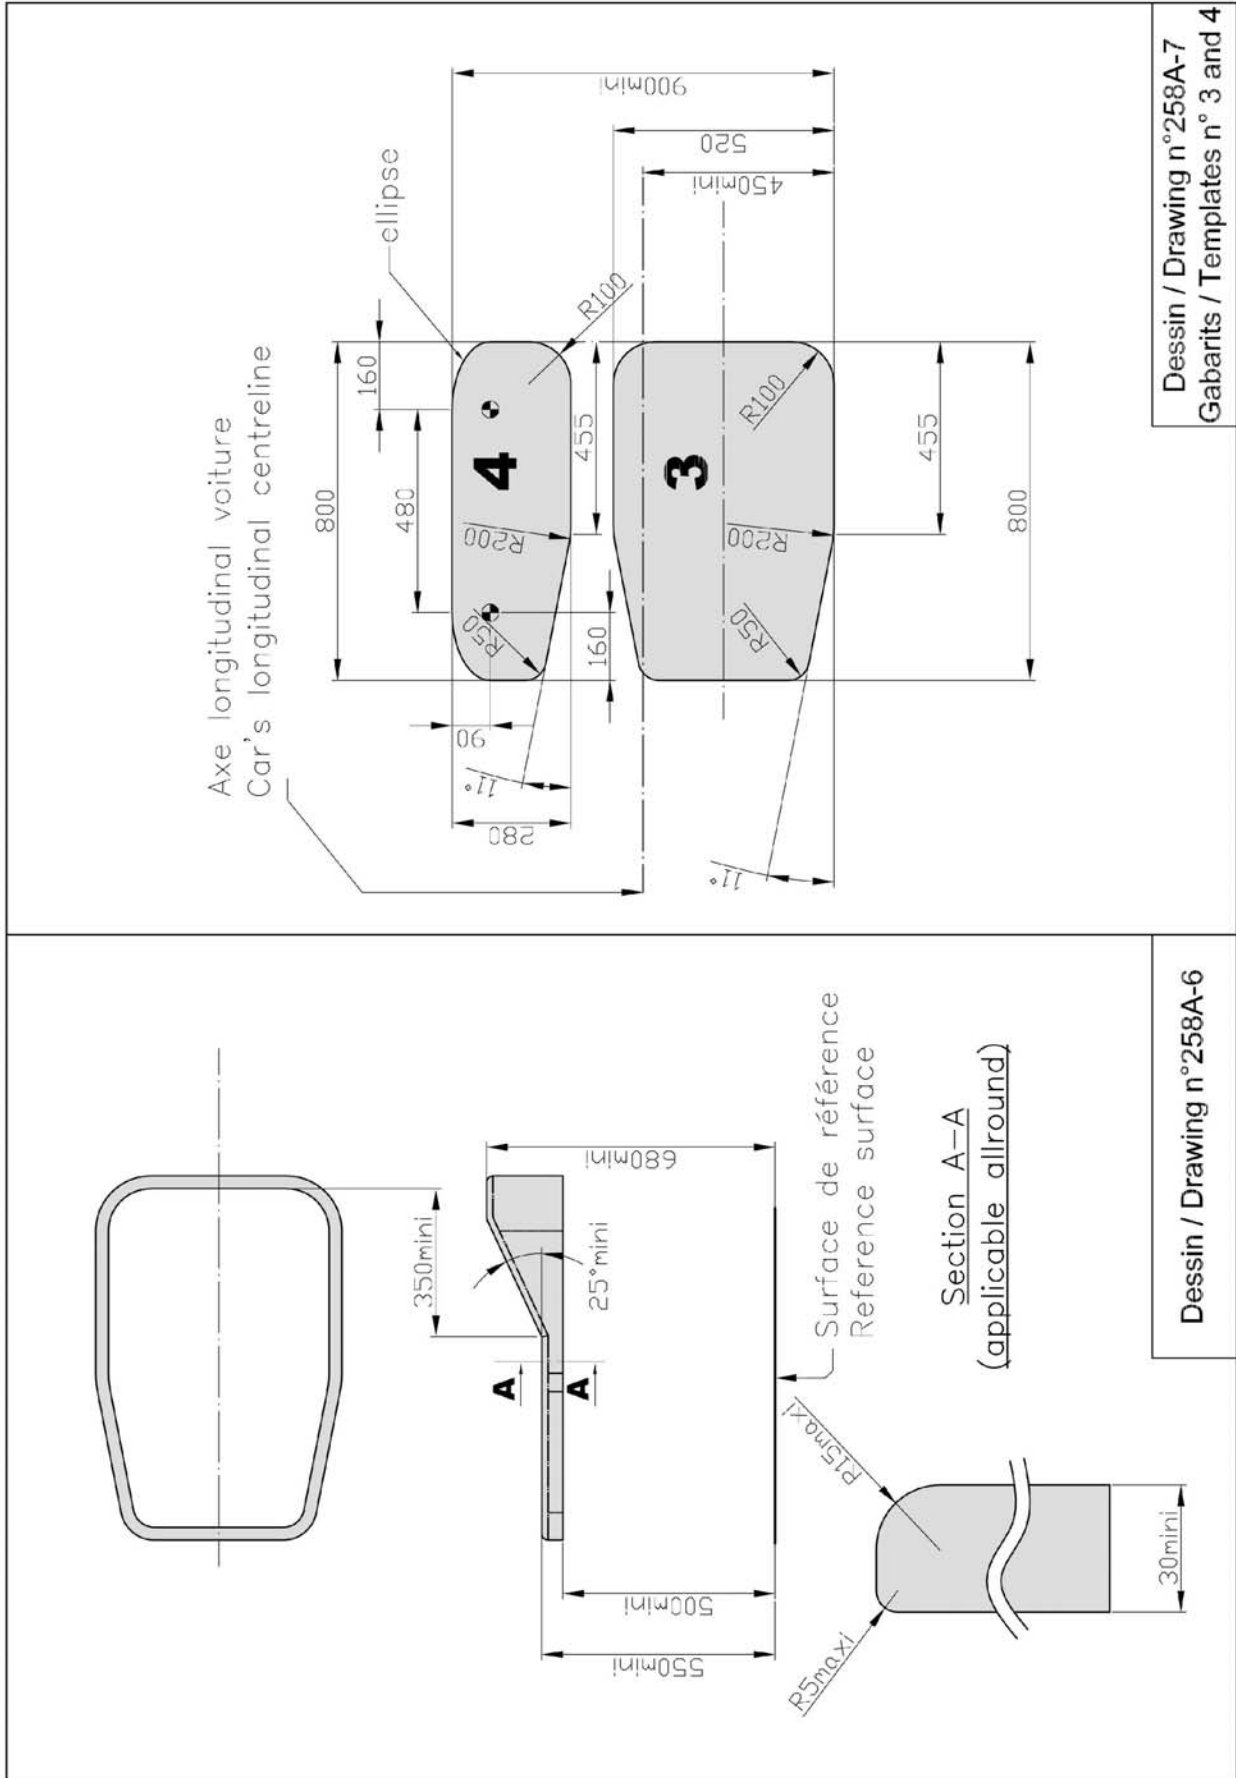 Axe longitudinal voiture
Car's longitudinal centreline
ellipse
800
160
480
900mini
R100
4
R200
R50
455
520
450mini
160
90
11°
280
3
R100
R200
R50
455
800
11°
Dessin / Drawing n°258A-7
Gabarits / Templates n° 3 and 4
350mini
680mini
25°mini
A
A
Surface de référence
Reference surface
500mini
550mini
Section A-A
(applicable allround)
R15maxi
R5maxi
30mini
Dessin / Drawing n°258A-6